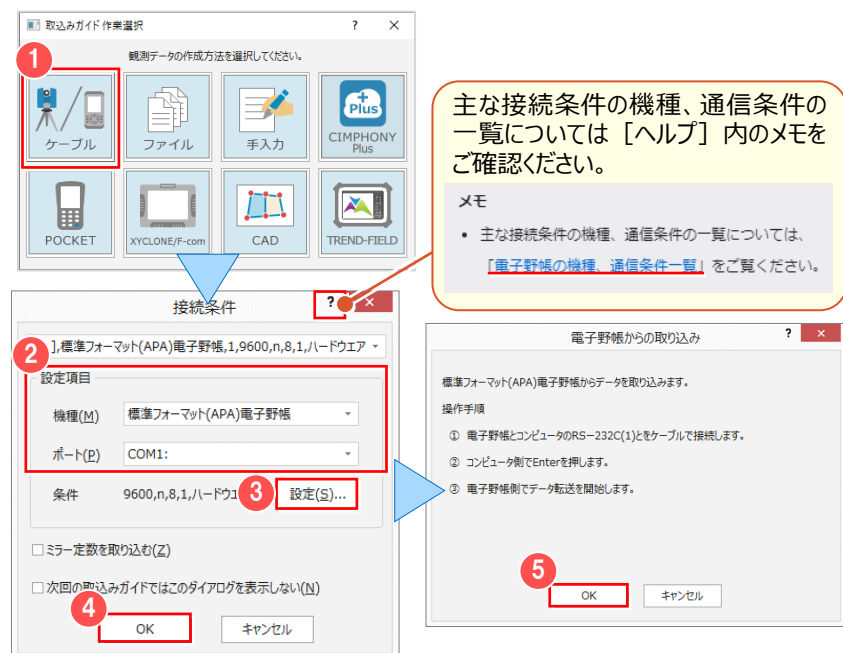 取込みガイド 作業選択 ? ×
観測データの作成方法を選択してください。
1
ケーブル
ファイル
手入力
Plus
CIMPHONY
Plus
POCKET
XYCLONE/F-com
CAD
TREND-FIELD
主な接続条件の機種、通信条件の
一覧については［ヘルプ］内のメモを
ご確認ください。
メモ
• 主な接続条件の機種、通信条件の一覧については、
「電子野帳の機種、通信条件一覧」をご覧ください。
接続条件 ? ×
2
],標準フォーマット(APA)電子野帳,1,9600,n,8,1,ハードウエア
設定項目
機種(M) 標準フォーマット(APA)電子野帳
ポート(P) COM1:
条件 9600,n,8,1,ハードウエ 3 設定(S)...
ミラー定数を取り込む(Z)
次回の取込みガイドではこのダイアログを表示しない(N)
4
OK キャンセル
電子野帳からの取り込み ? ×
標準フォーマット(APA)電子野帳からデータを取り込みます。
操作手順
① 電子野帳とコンピュータのRS－232C(1)とをケーブルで接続します。
② コンピュータ側でEnterを押します。
③ 電子野帳側でデータ転送を開始します。
5
OK キャンセル